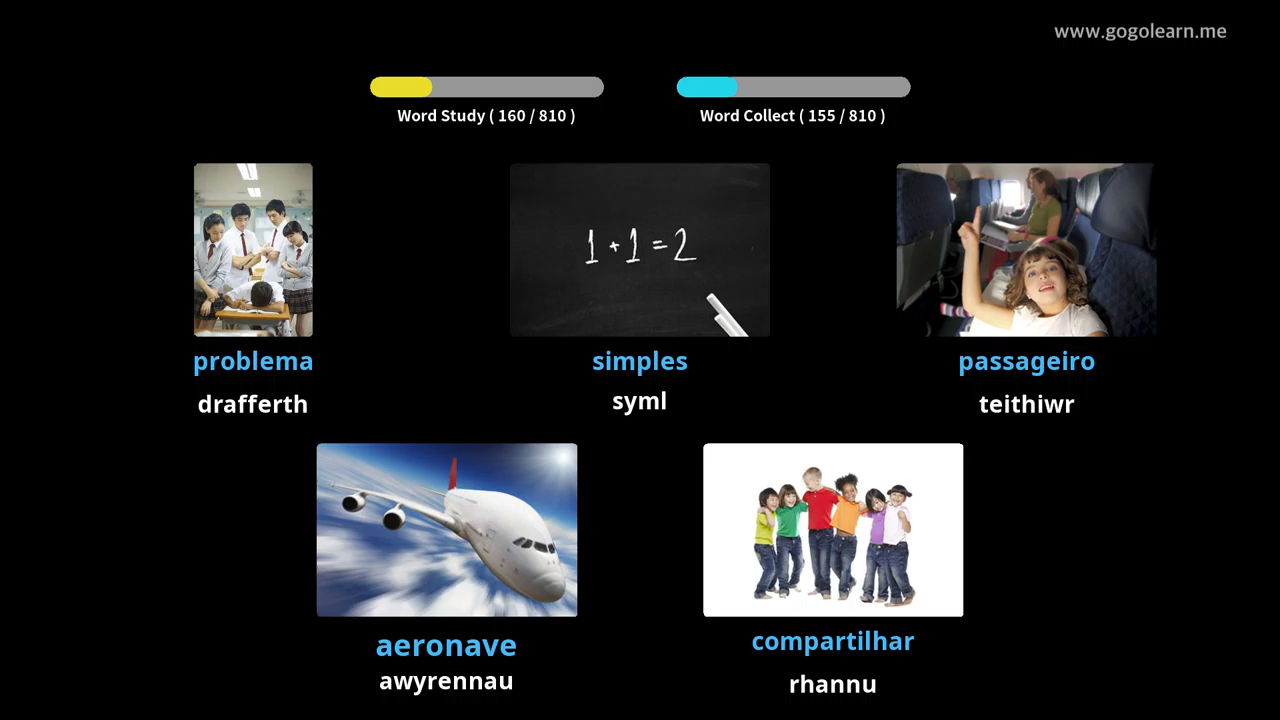 www.gogolearn.me
Word Study ( 160 / 810 )
Word Collect ( 155 / 810 )
1 + 1 = 2
problema
simples
passageiro
drafferth
syml
teithiwr
aeronave
compartilhar
awyrennau
rhannu